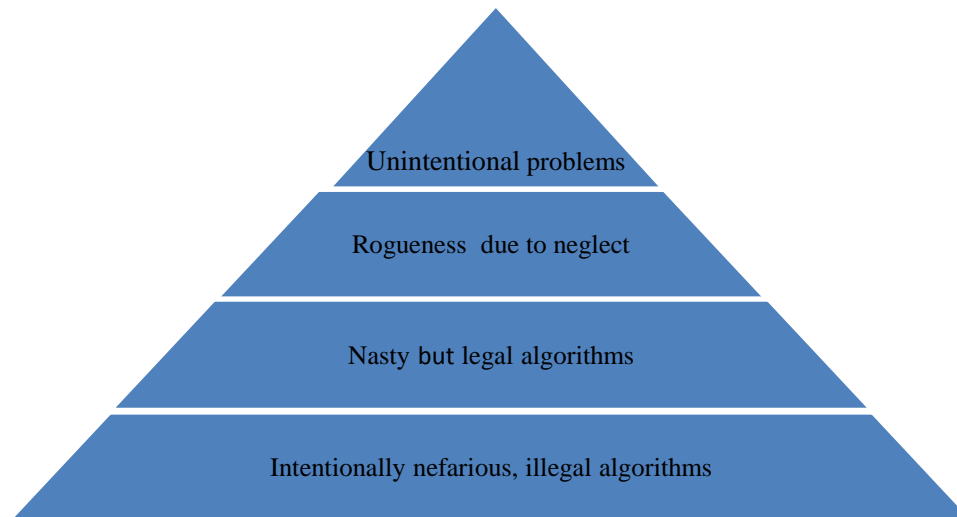 Unintentional problems
Rogueness  due to neglect
Nasty but legal algorithms
Intentionally nefarious, illegal algorithms